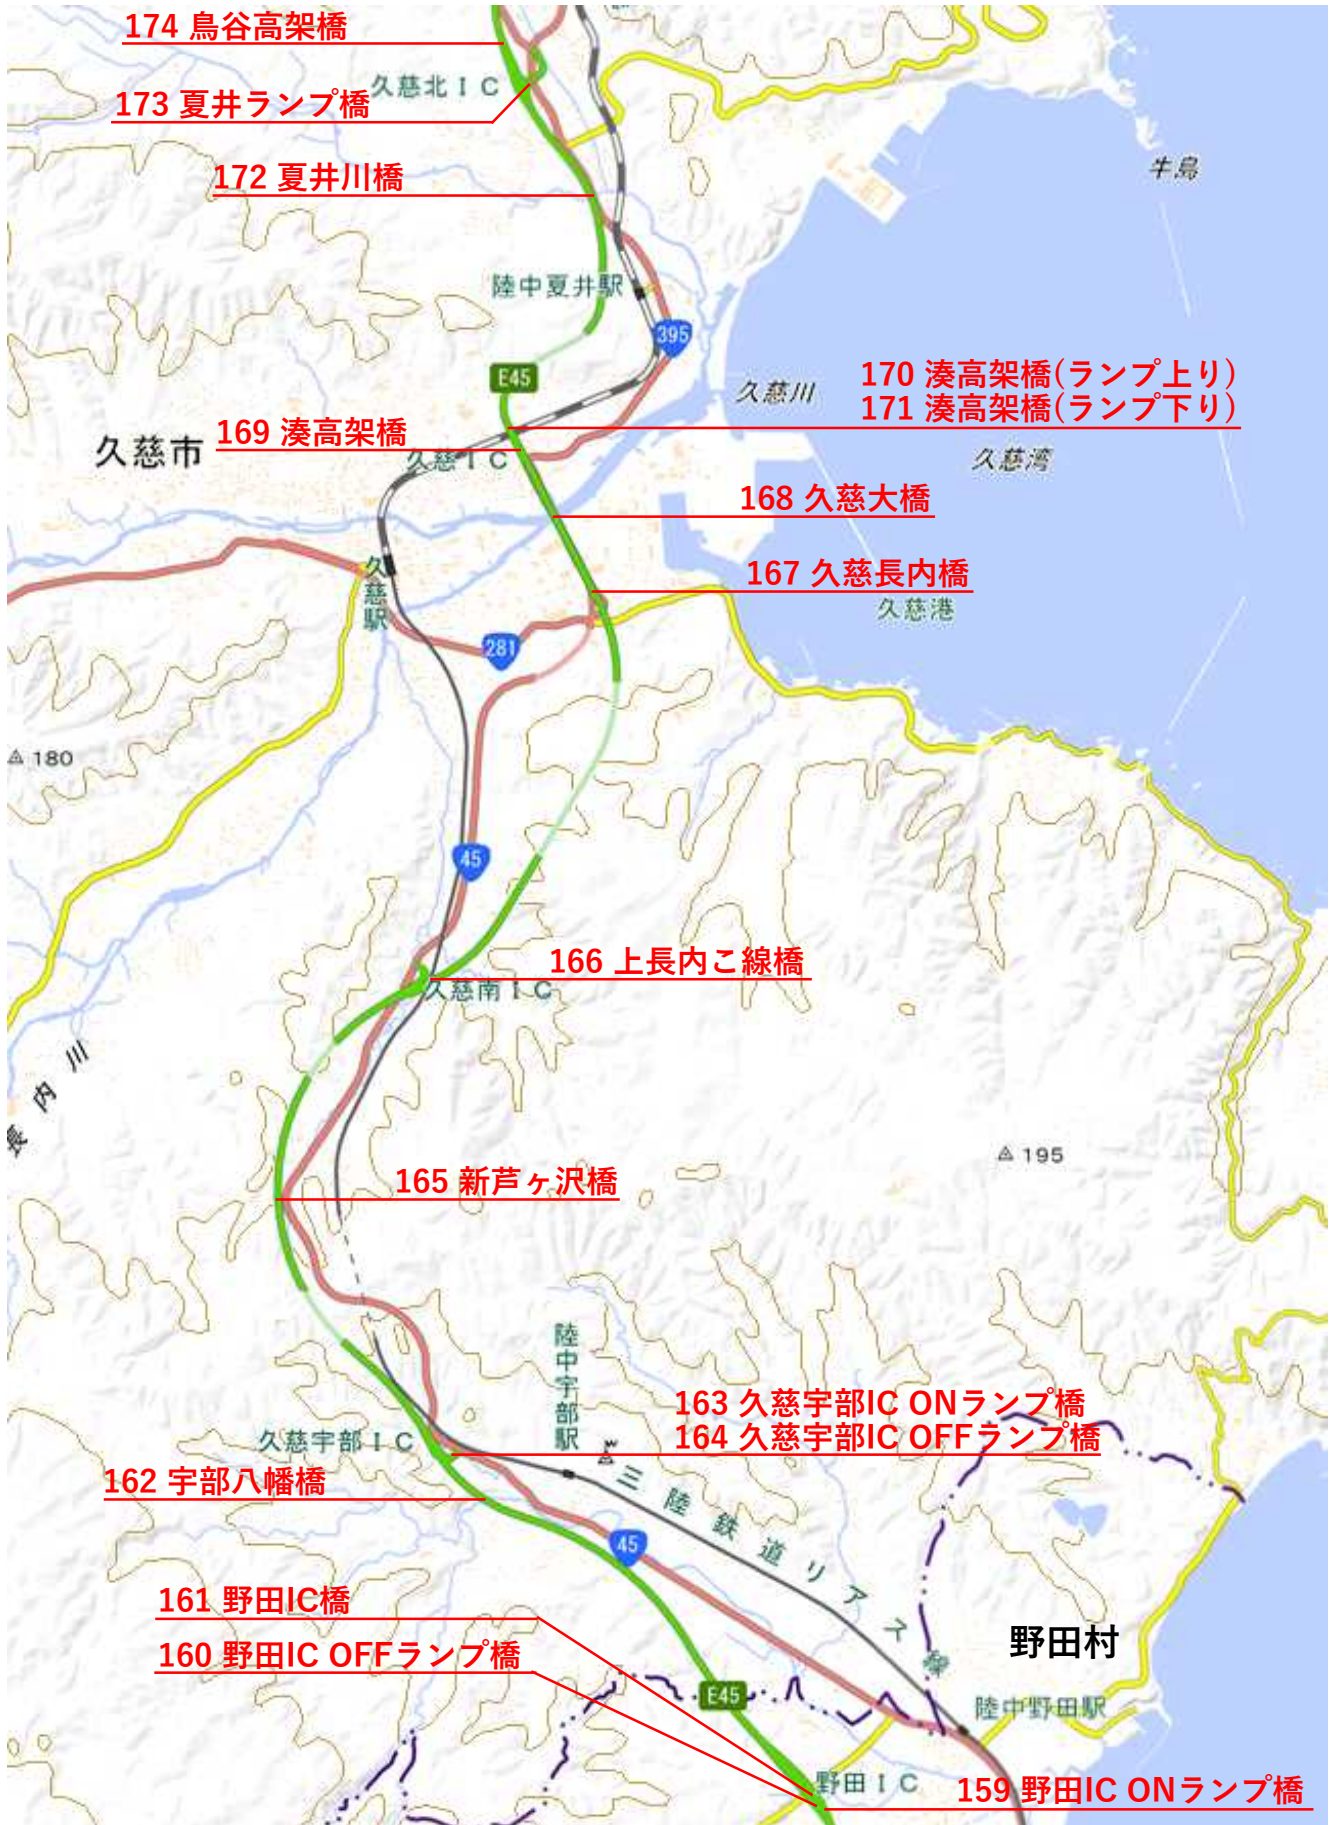 174 鳥谷高架橋
久慈北IC
173 夏井ランプ橋
牛島
172 夏井川橋
陸中夏井駅
395
E45
久慈川
170 湊高架橋(ランプ上り)
171 湊高架橋(ランプ下り)
169 湊高架橋
久慈市
久慈IC
久慈湾
168 久慈大橋
久慈駅
167 久慈長内橋
久慈港
281
180
45
166 上長内こ線橋
久慈南IC
長内川
195
165 新芦ヶ沢橋
陸中宇部駅
163 久慈宇部IC ONランプ橋
164 久慈宇部IC OFFランプ橋
久慈宇部IC
162 宇部八幡橋
三陸鉄道リアス線
45
161 野田IC橋
野田村
160 野田IC OFFランプ橋
E45
陸中野田駅
野田IC
159 野田IC ONランプ橋